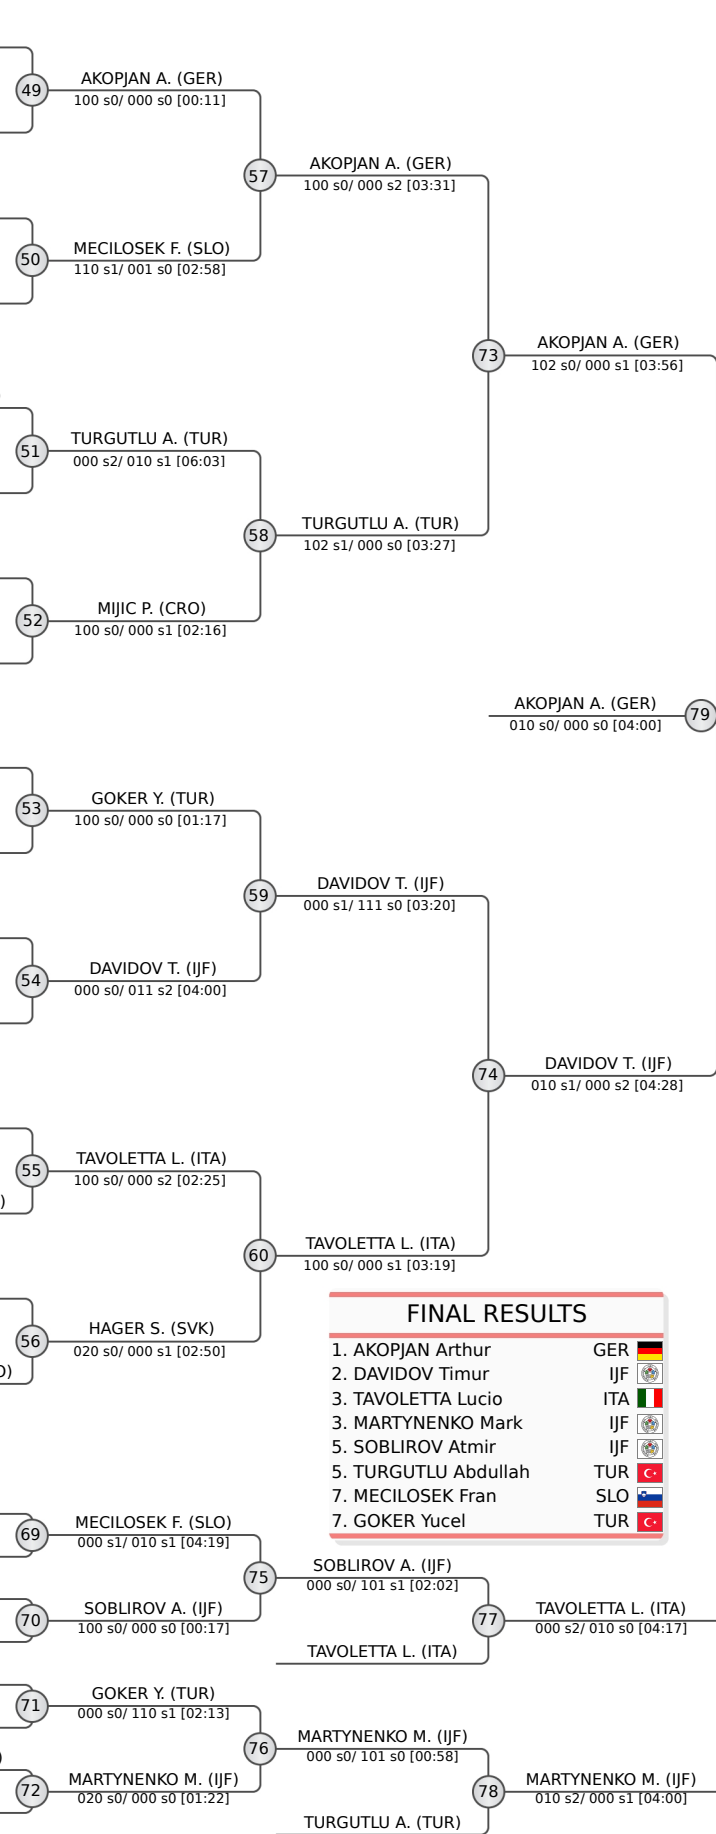 49
AKOPJAN A. (GER)
100 s0/ 000 s0 [00:11]
57
AKOPJAN A. (GER)
100 s0/ 000 s2 [03:31]
50
MECILOSEK F. (SLO)
110 s1/ 001 s0 [02:58]
73
AKOPJAN A. (GER)
102 s0/ 000 s1 [03:56]
51
TURGUTLU A. (TUR)
000 s2/ 010 s1 [06:03]
58
TURGUTLU A. (TUR)
102 s1/ 000 s0 [03:27]
52
MIJIC P. (CRO)
100 s0/ 000 s1 [02:16]
AKOPJAN A. (GER)
010 s0/ 000 s0 [04:00]
79
53
GOKER Y. (TUR)
100 s0/ 000 s0 [01:17]
59
DAVIDOV T. (IJF)
000 s1/ 111 s0 [03:20]
54
DAVIDOV T. (IJF)
000 s0/ 011 s2 [04:00]
74
DAVIDOV T. (IJF)
010 s1/ 000 s2 [04:28]
55
TAVOLETTA L. (ITA)
100 s0/ 000 s2 [02:25]
)
60
TAVOLETTA L. (ITA)
100 s0/ 000 s1 [03:19]
56
HAGER S. (SVK)
020 s0/ 000 s1 [02:50]
)
FINAL RESULTS
1. AKOPJAN Arthur GER
2. DAVIDOV Timur IJF
3. TAVOLETTA Lucio ITA
3. MARTYNENKO Mark IJF
5. SOBLIROV Atmir IJF
5. TURGUTLU Abdullah TUR
7. MECILOSEK Fran SLO
7. GOKER Yucel TUR
69
MECILOSEK F. (SLO)
000 s1/ 010 s1 [04:19]
75
SOBLIROV A. (IJF)
000 s0/ 101 s1 [02:02]
70
SOBLIROV A. (IJF)
100 s0/ 000 s0 [00:17]
77
TAVOLETTA L. (ITA)
000 s2/ 010 s0 [04:17]
TAVOLETTA L. (ITA)
71
GOKER Y. (TUR)
000 s0/ 110 s1 [02:13]
76
MARTYNENKO M. (IJF)
000 s0/ 101 s0 [00:58]
)
72
MARTYNENKO M. (IJF)
020 s0/ 000 s0 [01:22]
78
MARTYNENKO M. (IJF)
010 s2/ 000 s1 [04:00]
TURGUTLU A. (TUR)